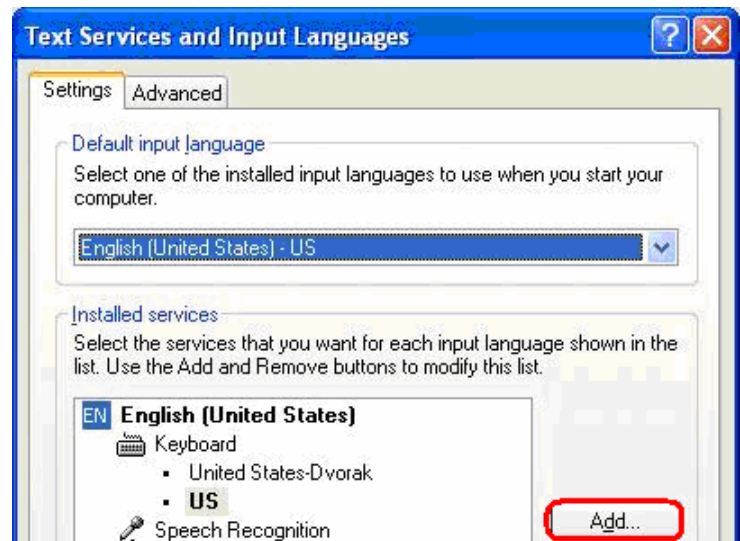 Text Services and Input Languages
Settings
Advanced
Default input language
Select one of the installed input languages to use when you start your
computer.
English (United States) - US
Installed services
Select the services that you want for each input language shown in the
list. Use the Add and Remove buttons to modify this list.
EN English (United States)
Keyboard
United States-Dvorak
US
Speech Recognition
Add...